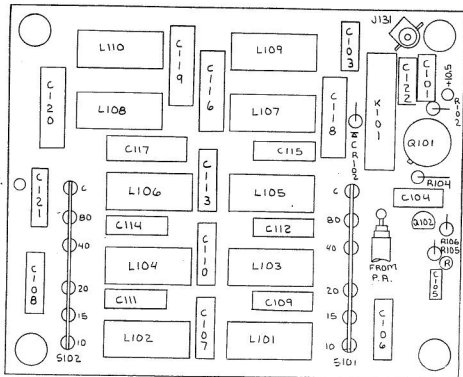 J131
L110
C119
L109
C103
C116
C122
C101
+10.5
C120
K101
R102
L108
L107
C118
Q101
CR102
C117
C115
R104
C113
L106
L105
C
C
C104
C121
80
80
C114
C112
Q102
40
40
R106
R105
C110
R
L104
L103
FROM
P.A.
C105
C108
20
20
C111
C109
15
15
C107
C106
L102
L101
10
10
S102
S101